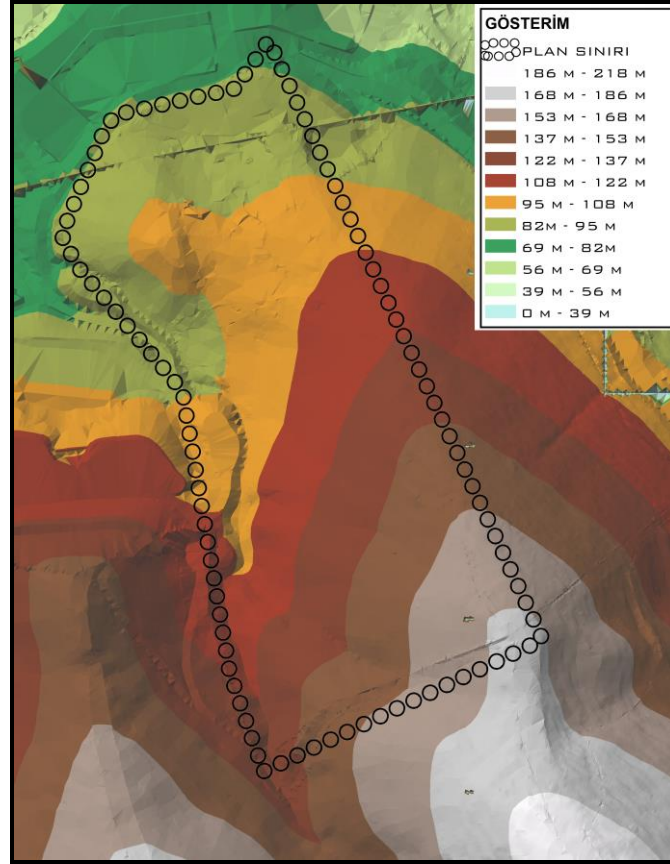 GÖSTERİM
PLAN SINIRI
186 M - 218 M
168 M - 186 M
153 M - 168 M
137 M - 153 M
122 M - 137 M
108 M - 122 M
95 M - 108 M
82 M - 95 M
69 M - 82M
56 M - 69 M
39 M - 56 M
0 M - 39 M